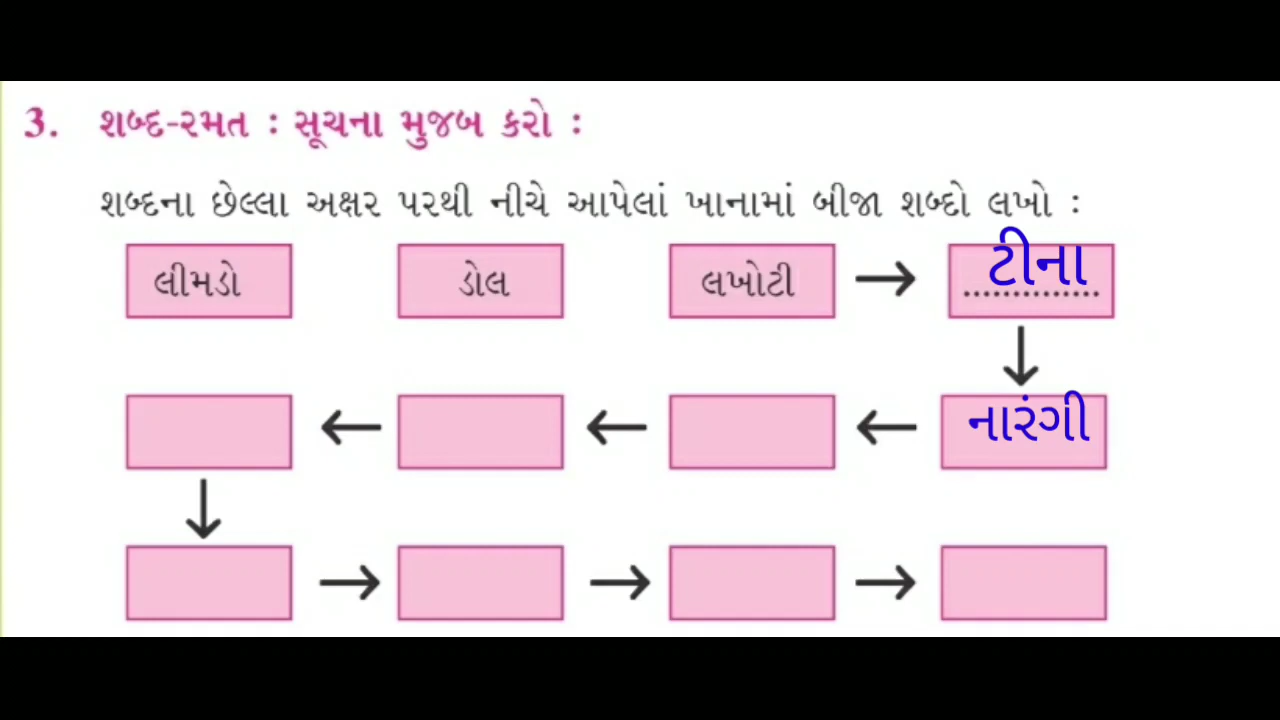 3. શબ્દ-રમત : સૂચના મુજબ કરો :
શબ્દના છેલ્લા અક્ષર પરથી નીચે આપેલાં ખાનામાં બીજા શબ્દો લખો :
લીમડો ડોલ લખોટી → ટીના ..............
↓
← ← ← નારંગી
↓
→ → →